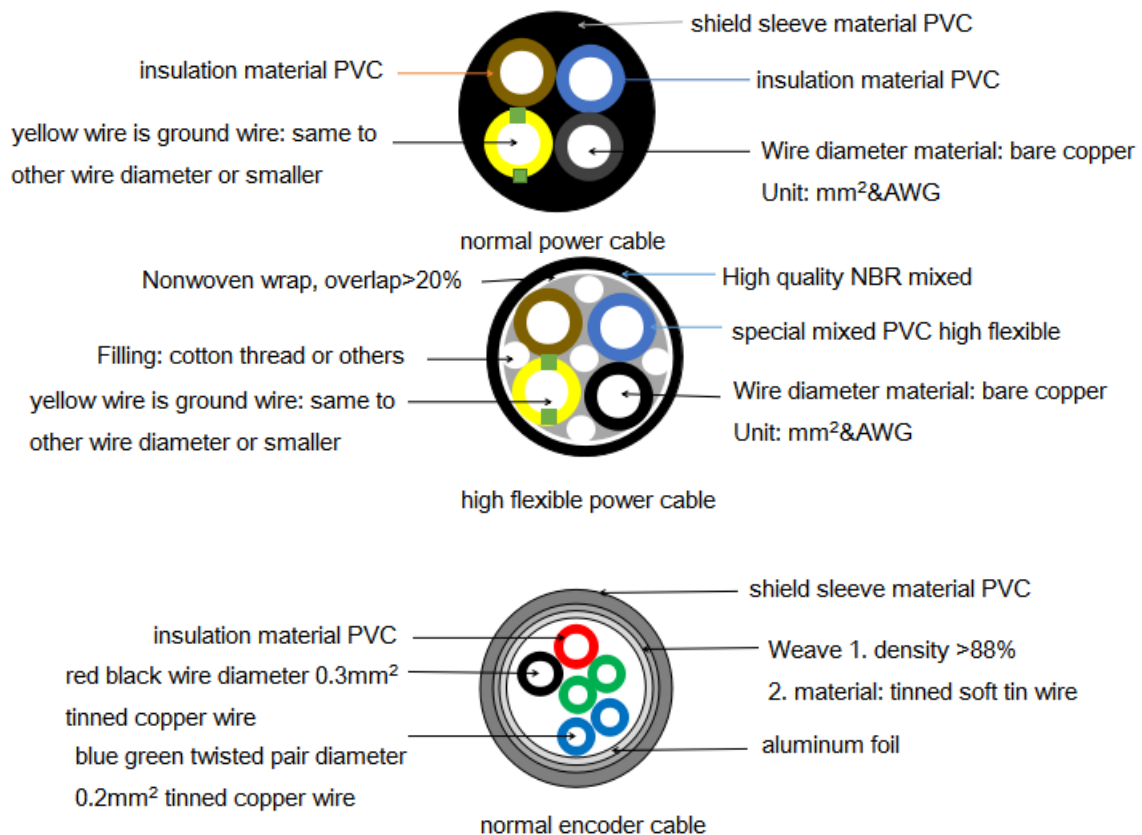 shield sleeve material PVC
insulation material PVC
insulation material PVC
yellow wire is ground wire: same to
other wire diameter or smaller
Wire diameter material: bare copper
Unit: mm²&AWG
normal power cable
Nonwoven wrap, overlap>20%
High quality NBR mixed
special mixed PVC high flexible
Filling: cotton thread or others
yellow wire is ground wire: same to
other wire diameter or smaller
Wire diameter material: bare copper
Unit: mm²&AWG
high flexible power cable
shield sleeve material PVC
insulation material PVC
red black wire diameter 0.3mm²
tinned copper wire
Weave 1. density >88%
2. material: tinned soft tin wire
blue green twisted pair diameter
0.2mm² tinned copper wire
aluminum foil
normal encoder cable